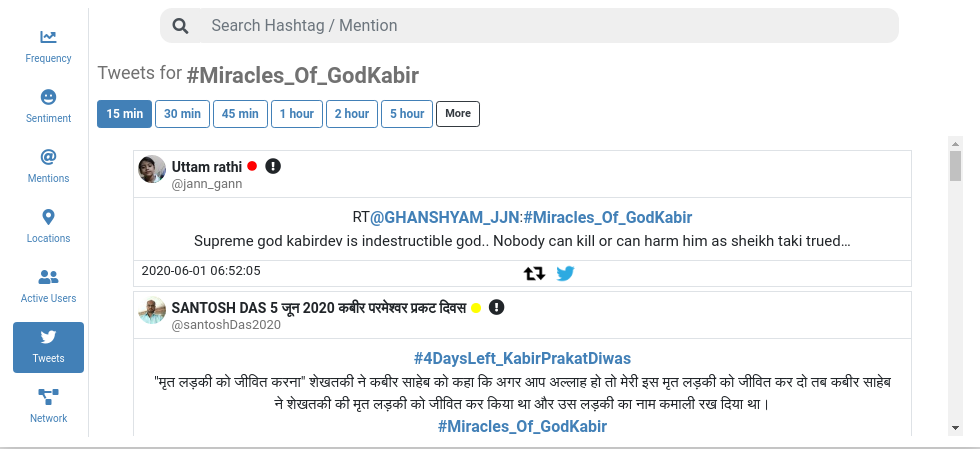 Search Hashtag / Mention
Frequency
Sentiment
Mentions
Locations
Active Users
Tweets
Network
Tweets for #Miracles_Of_GodKabir
15 min 30 min 45 min 1 hour 2 hour 5 hour More
Uttam rathi
@jann_gann
RT@GHANSHYAM_JJN:#Miracles_Of_GodKabir
Supreme god kabirdev is indestructible god.. Nobody can kill or can harm him as sheikh taki trued…
2020-06-01 06:52:05
SANTOSH DAS 5 जून 2020 कबीर परमेश्वर प्रकट दिवस
@santoshDas2020
#4DaysLeft_KabirPrakatDiwas
"मृत लड़की को जीवित करना" शेखतकी ने कबीर साहेब को कहा कि अगर आप अल्लाह हो तो मेरी इस मृत लड़की को जीवित कर दो तब कबीर साहेब
ने शेखतकी की मृत लड़की को जीवित कर किया था और उस लड़की का नाम कमाली रख दिया था।
#Miracles_Of_GodKabir